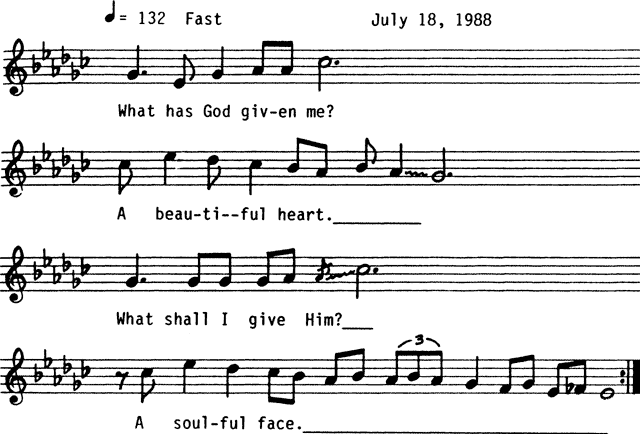 = 132 Fast July 18, 1988
What has God giv-en me?
A beau-ti--ful heart.________
What shall I give Him?___
3
A soul-ful face.____________________________